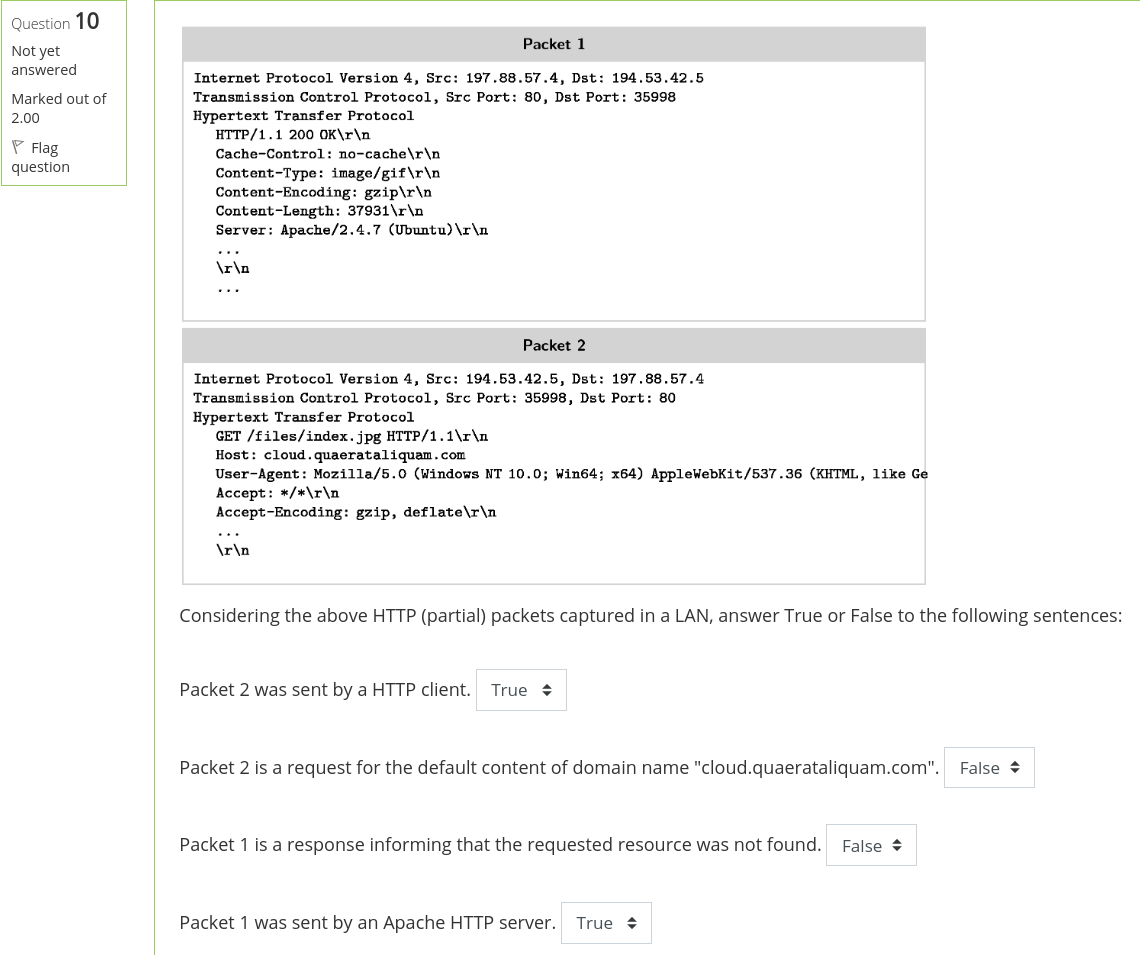 Question 10
Not yet
answered
Marked out of
2.00
Flag
question
Packet 1
Internet Protocol Version 4, Src: 197.88.57.4, Dst: 194.53.42.5
Transmission Control Protocol, Src Port: 80, Dst Port: 35998
Hypertext Transfer Protocol
HTTP/1.1 200 OK\r\n
Cache-Control: no-cache\r\n
Content-Type: image/gif\r\n
Content-Encoding: gzip\r\n
Content-Length: 37931\r\n
Server: Apache/2.4.7 (Ubuntu)\r\n
...
\r\n
...
Packet 2
Internet Protocol Version 4, Src: 194.53.42.5, Dst: 197.88.57.4
Transmission Control Protocol, Src Port: 35998, Dst Port: 80
Hypertext Transfer Protocol
GET /files/index.jpg HTTP/1.1\r\n
Host: cloud.quaerataliquam.com
User-Agent: Mozilla/5.0 (Windows NT 10.0; Win64; x64) AppleWebKit/537.36 (KHTML, like Ge
Accept: */*\r\n
Accept-Encoding: gzip, deflate\r\n
...
\r\n
Considering the above HTTP (partial) packets captured in a LAN, answer True or False to the following sentences:
Packet 2 was sent by a HTTP client. True
Packet 2 is a request for the default content of domain name "cloud.quaerataliquam.com". False
Packet 1 is a response informing that the requested resource was not found. False
Packet 1 was sent by an Apache HTTP server. True